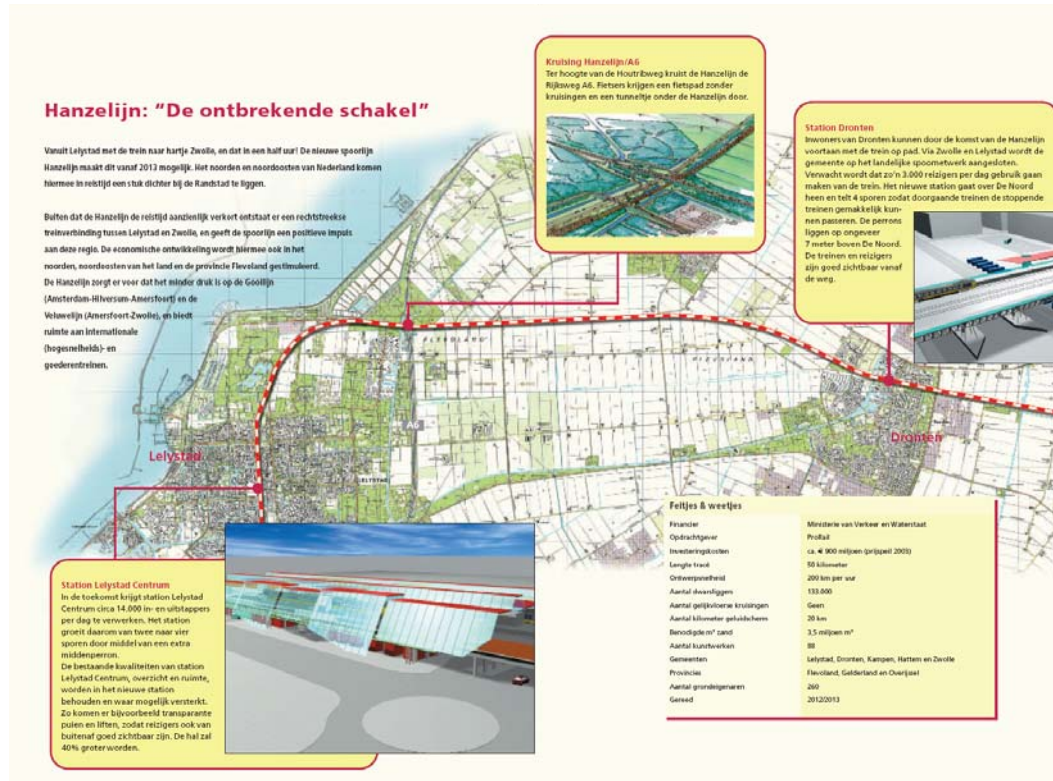 Hanzelijn: "De ontbrekende schakel"
Vanuit Lelystad met de trein naar hartje Zwolle, en dat in een half uur! De nieuwe spoorlijn
Hanzelijn maakt dit vanaf 2013 mogelijk. Het noorden en noordoosten van Nederland komen
hiermee in reistijd een stuk dichter bij de Randstad te liggen.
Buiten dat de Hanzelijn de reistijd aanzienlijk verkort ontstaat er een rechtstreekse
treinverbinding tussen Lelystad en Zwolle, en geeft de spoorlijn een positieve impuls
aan deze regio. De economische ontwikkeling wordt hiermee ook in het
noorden, noordoosten van het land en de provincie Flevoland gestimuleerd.
De Hanzelijn zorgt er voor dat het minder druk is op de Gooilijn
(Amsterdam-Hilversum-Amersfoort) en de
Veluwelijn (Amersfoort-Zwolle), en biedt
ruimte aan internationale
(hogesnelheids)- en
goederentreinen.
Kruising Hanzelijn/A6
Ter hoogte van de Houtribweg kruist de Hanzelijn de
Rijksweg A6. Fietsers krijgen een fietspad zonder
kruisingen en een tunneltje onder de Hanzelijn door.
Station Dronten
Inwoners van Dronten kunnen door de komst van de Hanzelijn
voortaan met de trein op pad. Via Zwolle en Lelystad wordt de
gemeente op het landelijke spoornetwerk aangesloten.
Verwacht wordt dat zo'n 3.000 reizigers per dag gebruik gaan
maken van de trein. Het nieuwe station gaat over De Noord
heen en telt 4 sporen zodat doorgaande treinen de stoppende
treinen gemakkelijk kun-
nen passeren. De perrons
liggen op ongeveer
7 meter boven De Noord.
De treinen en reizigers
zijn goed zichtbaar vanaf
de weg.
FLEVOLAND
A6
Lelystad
LELYSTAD
Dronten
Station Lelystad Centrum
In de toekomst krijgt station Lelystad
Centrum circa 14.000 in- en uitstappers
per dag te verwerken. Het station
groeit daarom van twee naar vier
sporen door middel van een extra
middenperron.
De bestaande kwaliteiten van station
Lelystad Centrum, overzicht en ruimte,
worden in het nieuwe station
behouden en waar mogelijk versterkt.
Zo komen er bijvoorbeeld transparante
puien en liften, zodat reizigers ook van
buitenaf goed zichtbaar zijn. De hal zal
40% groter worden.
Feitjes & weetjes
Financier Ministerie van Verkeer en Waterstaat
Opdrachtgever ProRail
Investeringskosten ca. € 900 miljoen (prijspeil 2005)
Lengte tracé 50 kilometer
Ontwerpsnelheid 200 km per uur
Aantal dwarsliggers 133.000
Aantal gelijkvloerse kruisingen Geen
Aantal kilometer geluidscherm 20 km
Benodigde m³ zand 3,5 miljoen m³
Aantal kunstwerken 88
Gemeenten Lelystad, Dronten, Kampen, Hattem en Zwolle
Provincies Flevoland, Gelderland en Overijssel
Aantal grondeigenaren 260
Gereed 2012/2013